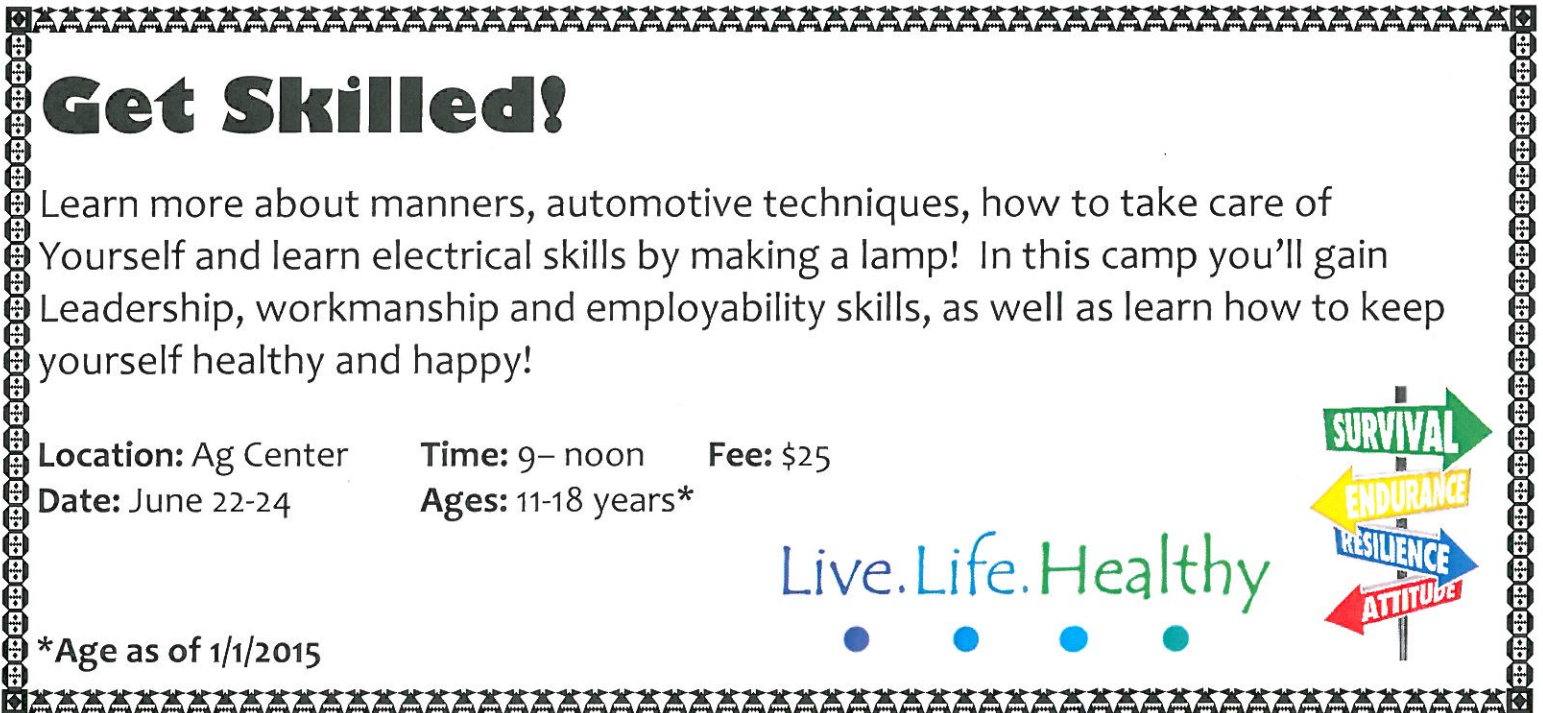 Get Skilled!
Learn more about manners, automotive techniques, how to take care of
Yourself and learn electrical skills by making a lamp!  In this camp you'll gain
Leadership, workmanship and employability skills, as well as learn how to keep
yourself healthy and happy!
Location: Ag Center Time: 9– noon Fee: $25
Date: June 22-24 Ages: 11-18 years*
SURVIVAL
ENDURANCE
RESILIENCE
ATTITUDE
Live.Life.Healthy
*Age as of 1/1/2015